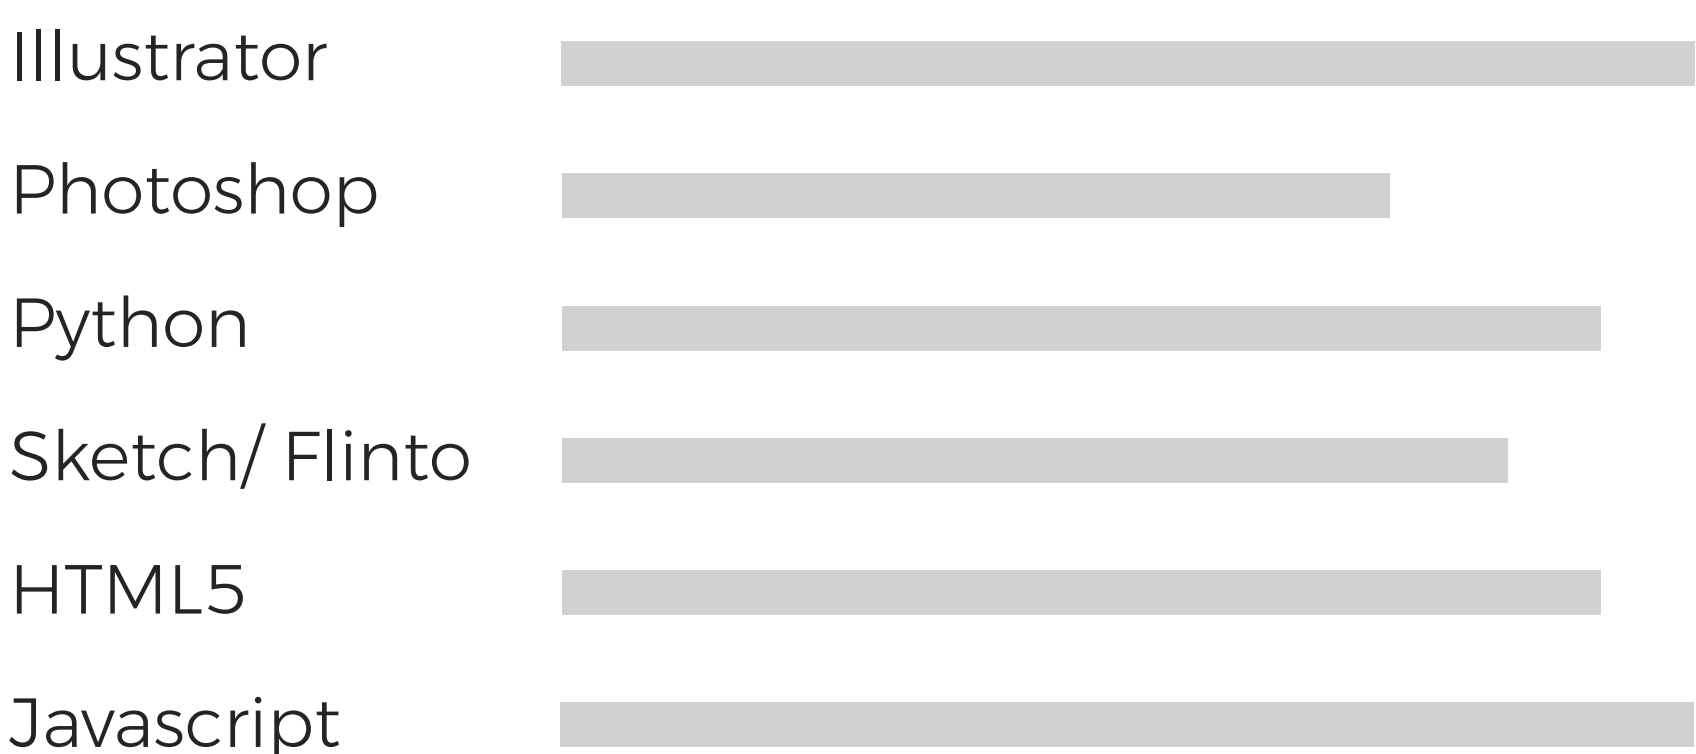 Illustrator
Photoshop
Python
Sketch/ Flinto
HTML5
Javascript